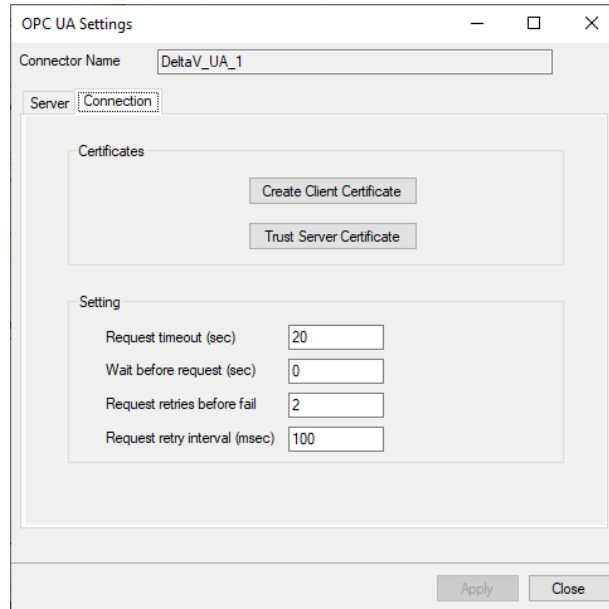 OPC UA Settings
Connector Name DeltaV_UA_1
Server Connection
Certificates
Create Client Certificate
Trust Server Certificate
Setting
Request timeout (sec) 20
Wait before request (sec) 0
Request retries before fail 2
Request retry interval (msec) 100
Apply Close